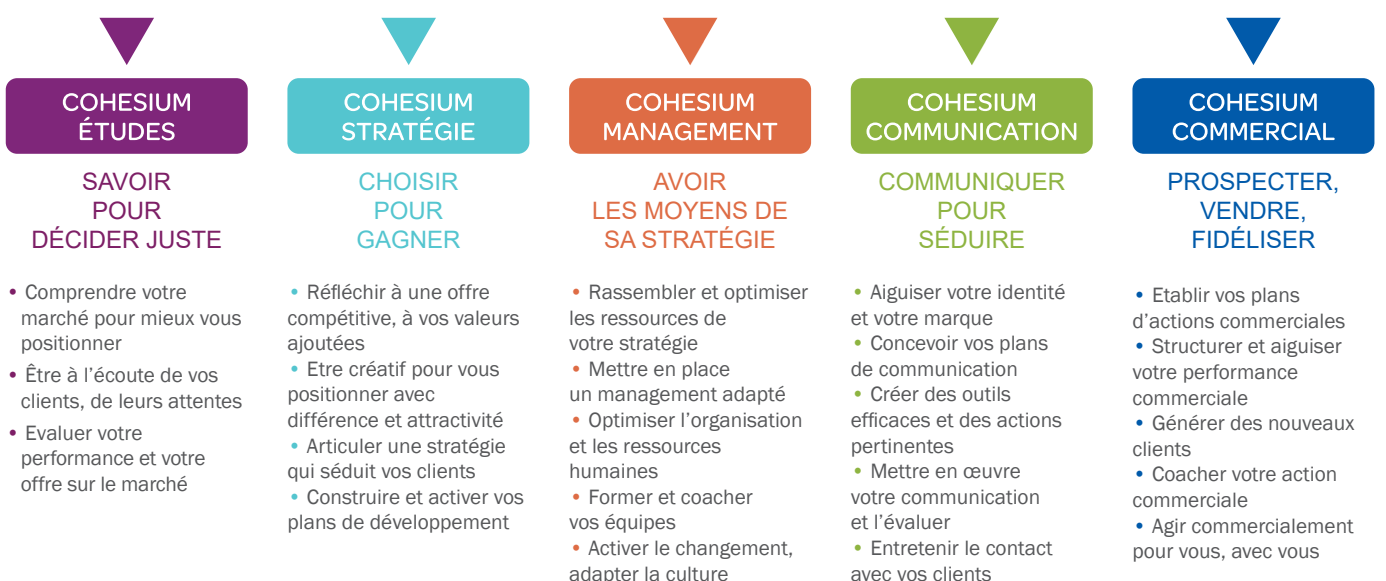 COHESIUM
ÉTUDES
SAVOIR
POUR
DÉCIDER JUSTE
• Comprendre votre
marché pour mieux vous
positionner
• Être à l’écoute de vos
clients, de leurs attentes
• Evaluer votre
performance et votre
offre sur le marché
COHESIUM
STRATÉGIE
CHOISIR
POUR
GAGNER
• Réfléchir à une offre
compétitive, à vos valeurs
ajoutées
• Etre créatif pour vous
positionner avec
différence et attractivité
• Articuler une stratégie
qui séduit vos clients
• Construire et activer vos
plans de développement
COHESIUM
MANAGEMENT
AVOIR
LES MOYENS DE
SA STRATÉGIE
• Rassembler et optimiser
les ressources de
votre stratégie
• Mettre en place
un management adapté
• Optimiser l’organisation
et les ressources
humaines
• Former et coacher
vos équipes
• Activer le changement,
adapter la culture
COHESIUM
COMMUNICATION
COMMUNIQUER
POUR
SÉDUIRE
• Aiguiser votre identité
et votre marque
• Concevoir vos plans
de communication
• Créer des outils
efficaces et des actions
pertinentes
• Mettre en œuvre
votre communication
et l’évaluer
• Entretenir le contact
avec vos clients
COHESIUM
COMMERCIAL
PROSPECTER,
VENDRE,
FIDÉLISER
• Etablir vos plans
d’actions commerciales
• Structurer et aiguiser
votre performance
commerciale
• Générer des nouveaux
clients
• Coacher votre action
commerciale
• Agir commercialement
pour vous, avec vous